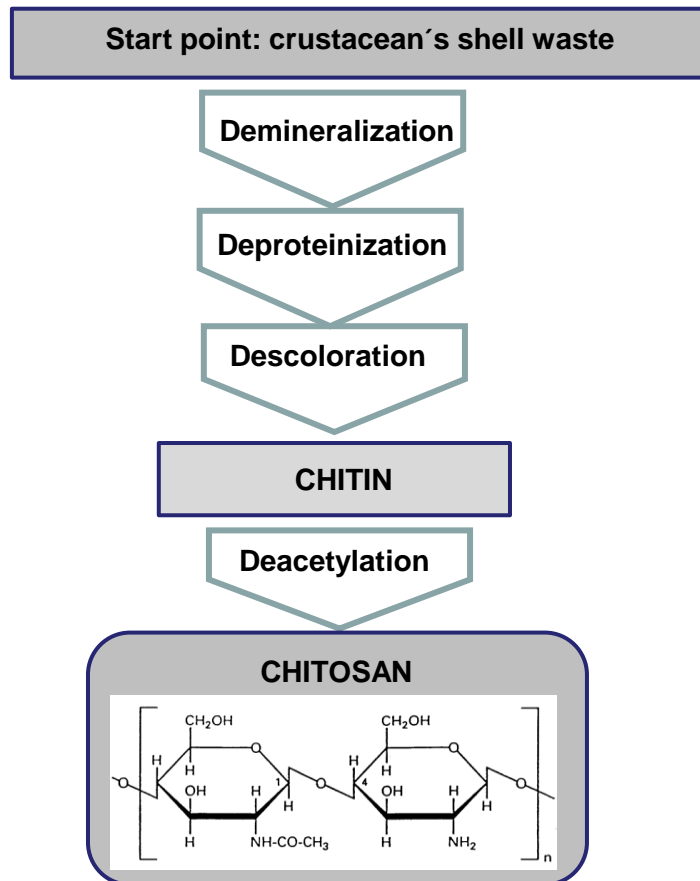 Start point: crustacean´s shell waste
Demineralization
Deproteinization
Descoloration
CHITIN
Deacetylation
CHITOSAN
CH2OH CH2OH
H O H O
H H
O 1 O 4 O
OH H H OH H H
H NH-CO-CH3 H NH2
n